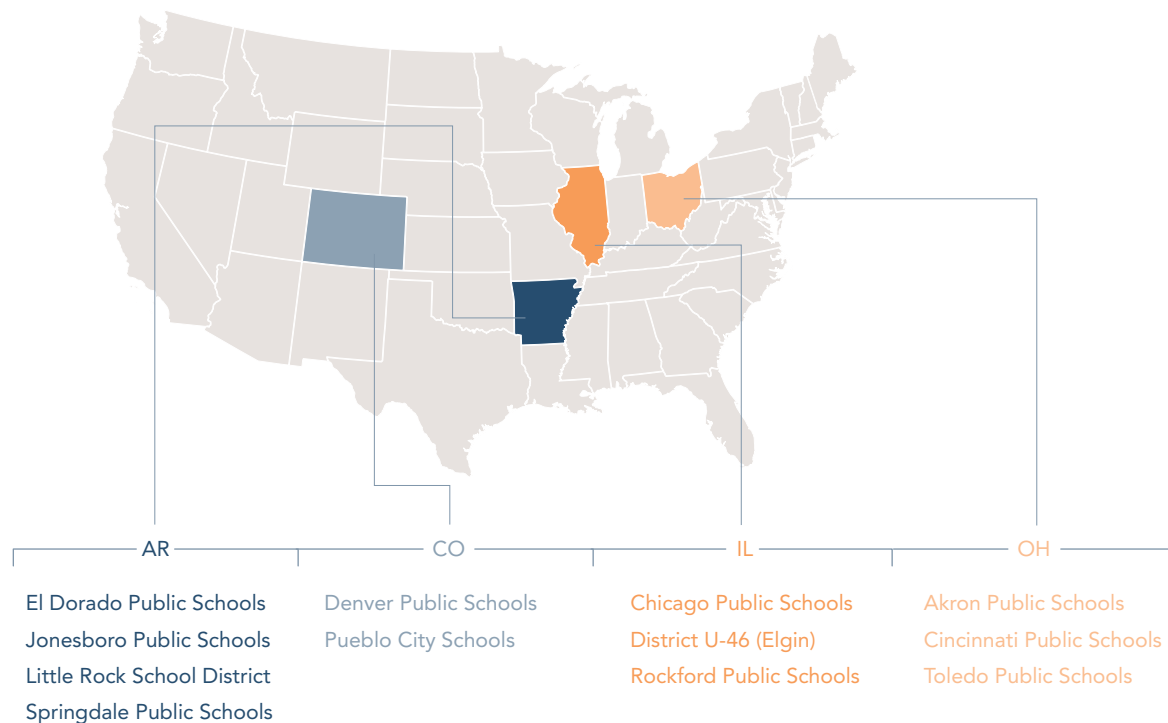 AR
El Dorado Public Schools
Jonesboro Public Schools
Little Rock School District
Springdale Public Schools
CO
Denver Public Schools
Pueblo City Schools
IL
Chicago Public Schools
District U-46 (Elgin)
Rockford Public Schools
OH
Akron Public Schools
Cincinnati Public Schools
Toledo Public Schools